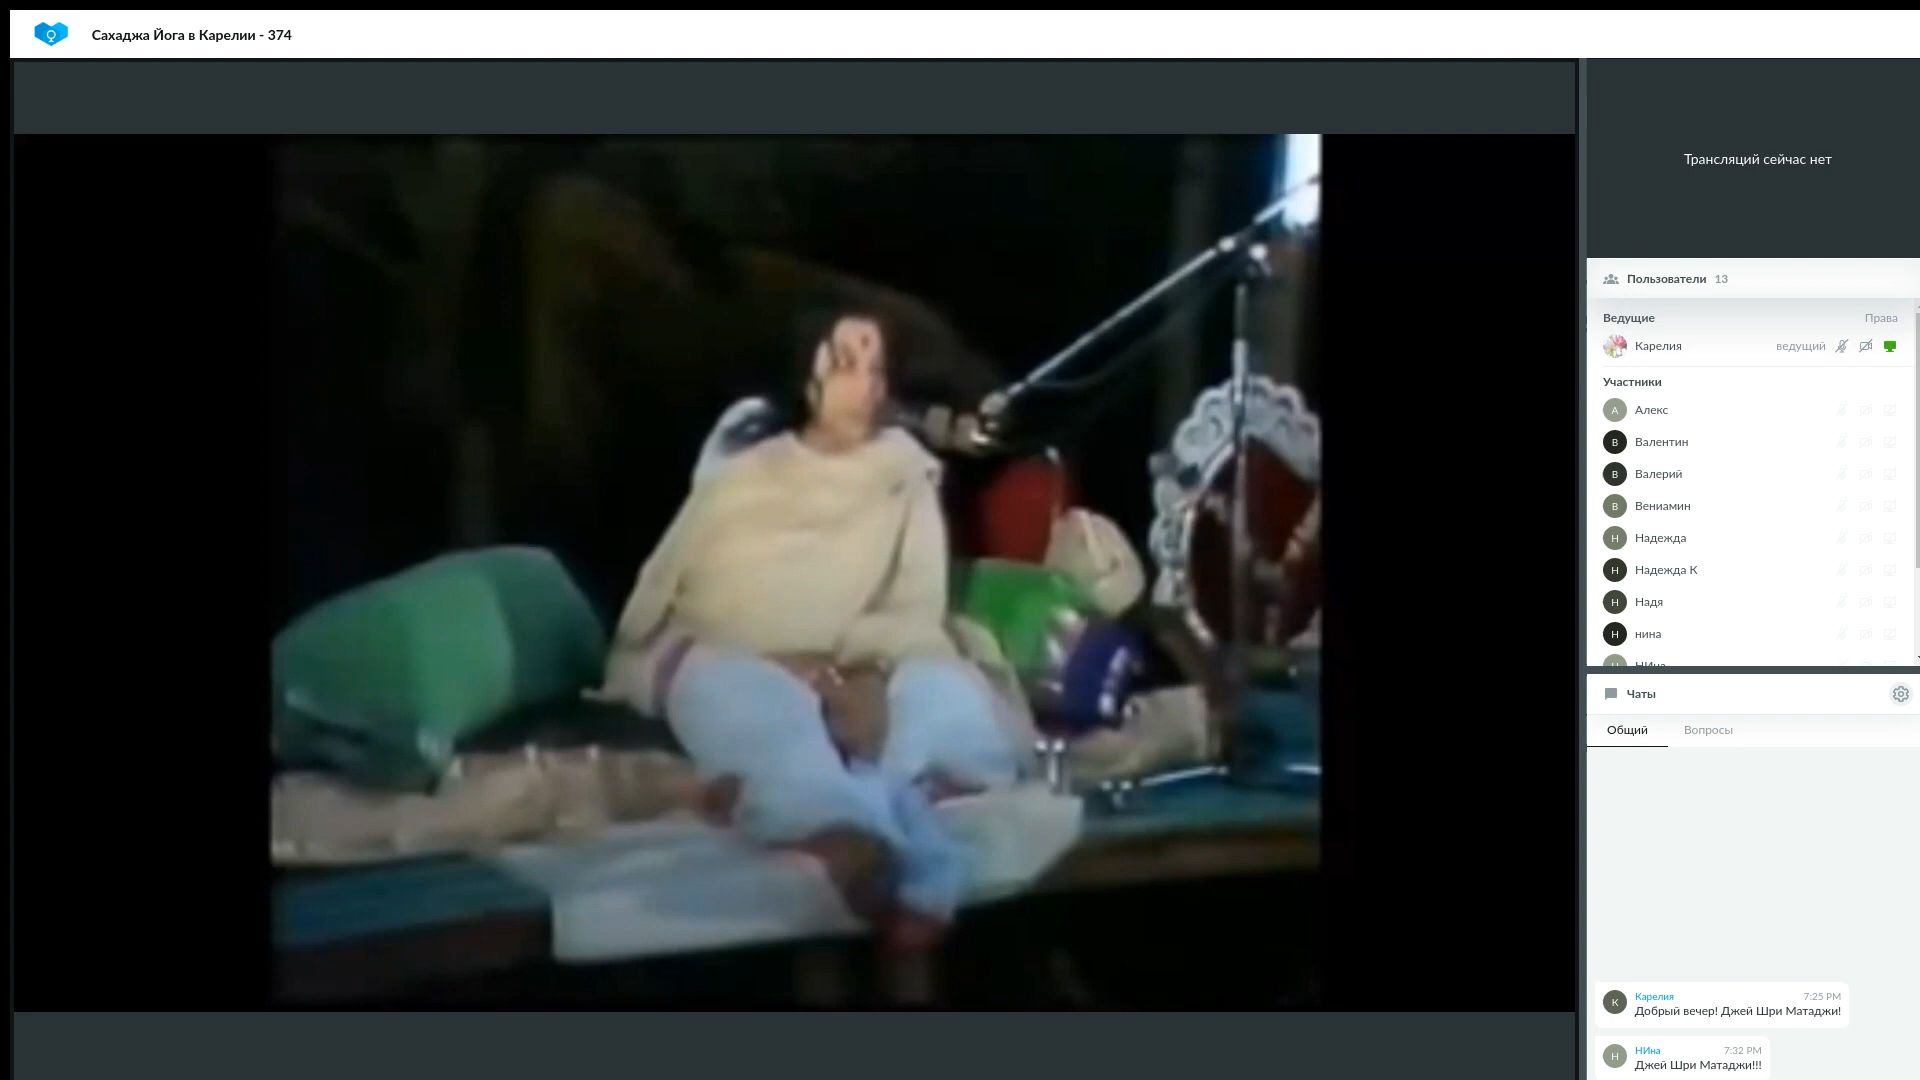 Сахаджа Йога в Карелии - 374
Трансляций сейчас нет
Пользователи 13
Ведущие Права
Карелия ведущий
Участники
А Алекс
В Валентин
В Валерий
В Вениамин
Н Надежда
Н Надежда К
Н Надя
Н нина
Н НИна
Чаты
Общий Вопросы
К Карелия 7:25 PM
Добрый вечер! Джей Шри Матаджи!
Н НИна 7:32 PM
Джей Шри Матаджи!!!